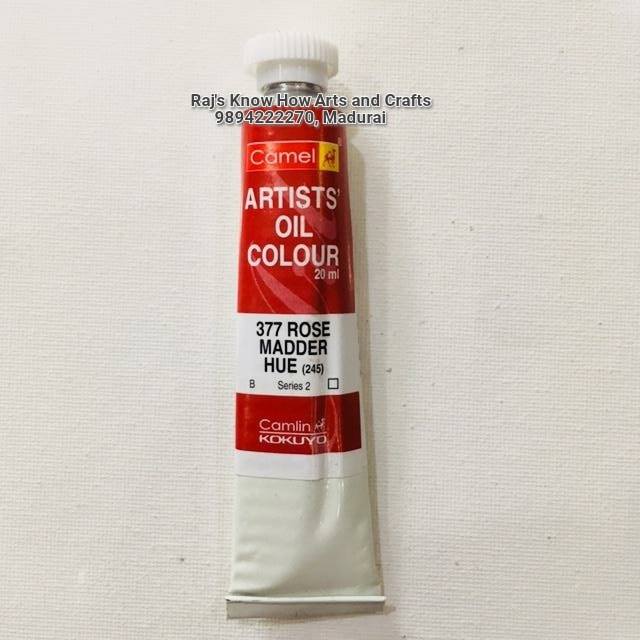 Raj's Know How Arts and Crafts
9894222270, Madurai
Camel
ARTISTS'
OIL
COLOUR
20 ml
377 ROSE
MADDER
HUE (245)
B Series 2
Camlin
KOKUYO